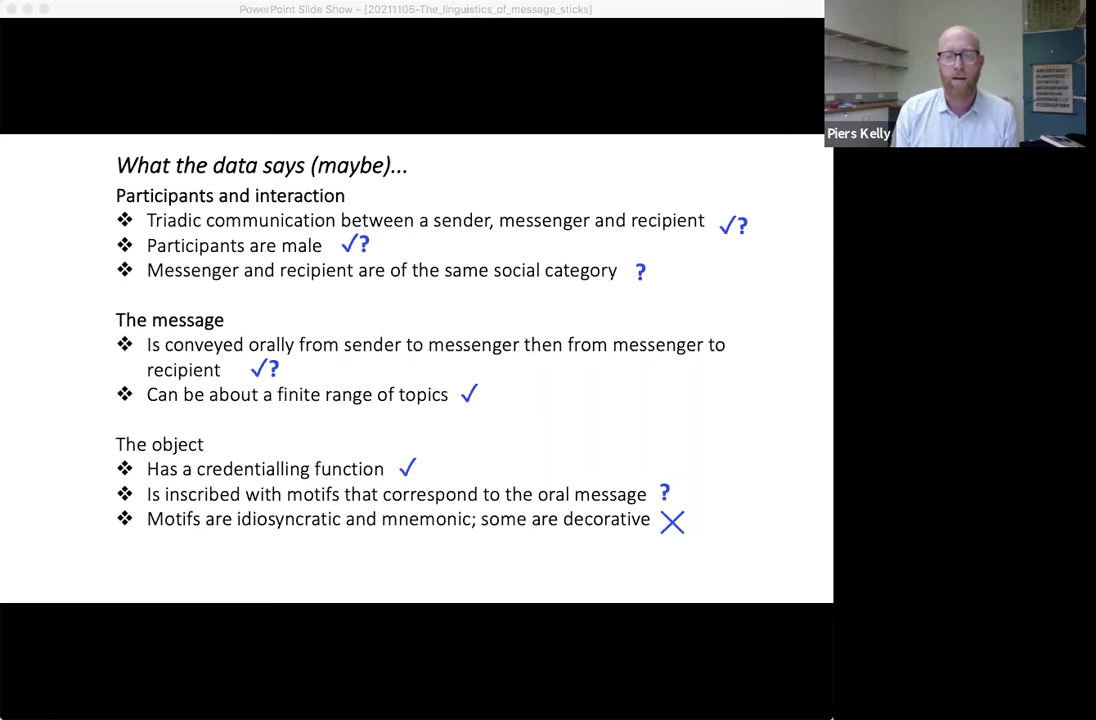 PowerPoint Slide Show – [20211105-The_linguistics_of_message_sticks]
Piers Kelly
What the data says (maybe)...
Participants and interaction
❖ Triadic communication between a sender, messenger and recipient ✓?
❖ Participants are male ✓?
❖ Messenger and recipient are of the same social category ?
The message
❖ Is conveyed orally from sender to messenger then from messenger to
recipient ✓?
❖ Can be about a finite range of topics ✓
The object
❖ Has a credentialling function ✓
❖ Is inscribed with motifs that correspond to the oral message ?
❖ Motifs are idiosyncratic and mnemonic; some are decorative ✕